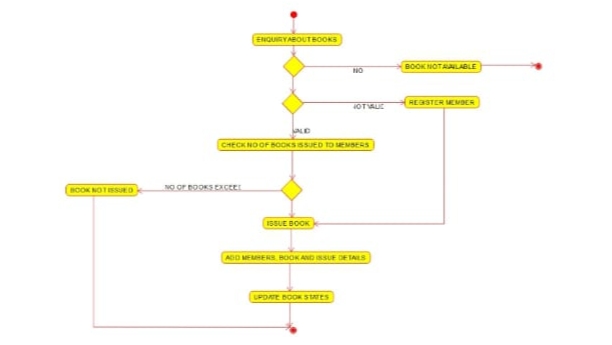 ENQUIRY ABOUT BOOKS
NO
BOOK NOT AVAILABLE
NOT VALID
REGISTER MEMBER
VALID
CHECK NO OF BOOKS ISSUED TO MEMBERS
BOOK NOT ISSUED
NO OF BOOKS EXCEEI
ISSUE BOOK
ADD MEMBERS, BOOK AND ISSUE DETAILS
UPDATE BOOK STATES